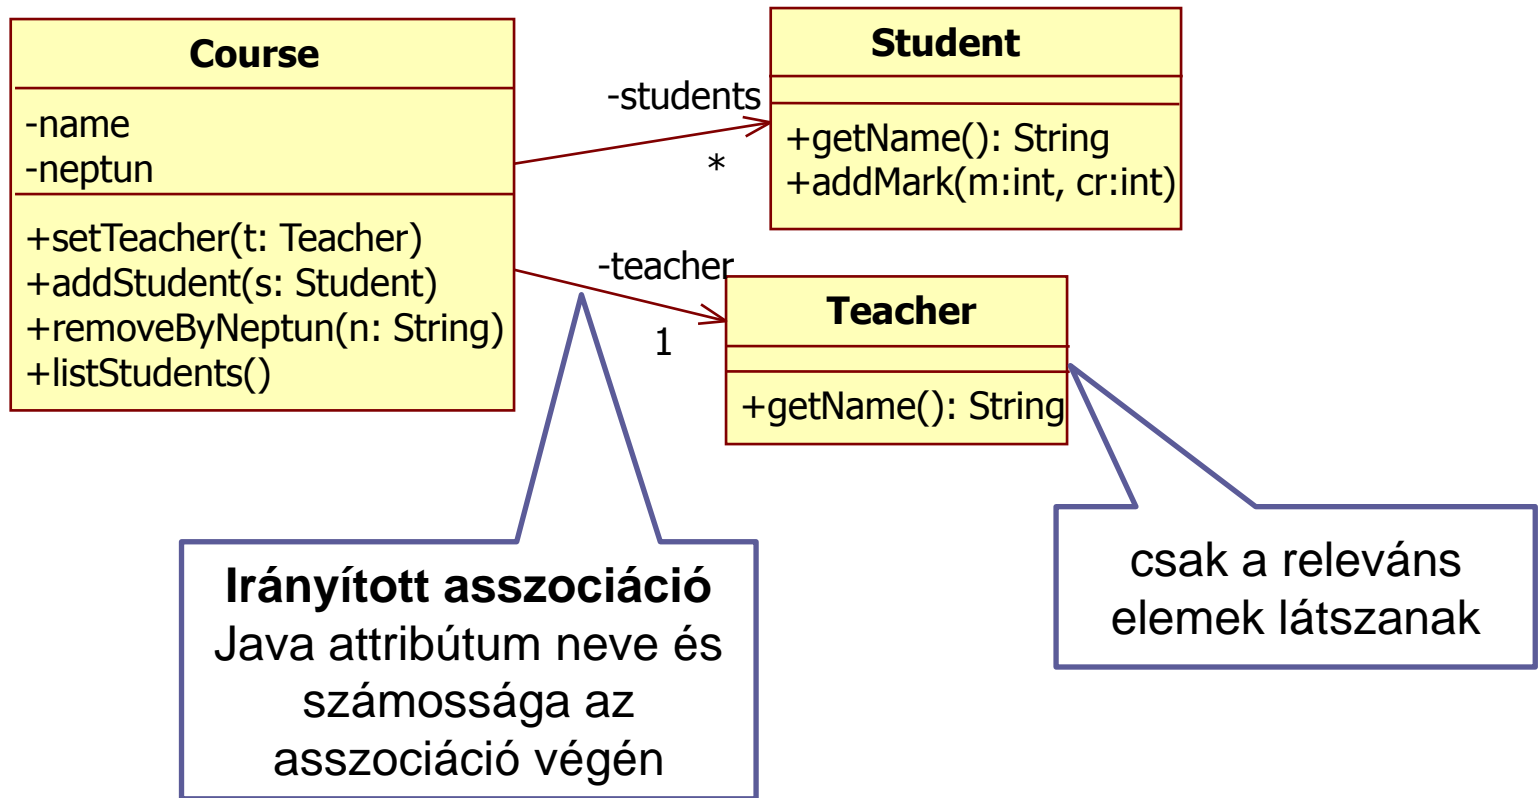 Course
-name
-neptun
+setTeacher(t: Teacher)
+addStudent(s: Student)
+removeByNeptun(n: String)
+listStudents()
-students
*
Student
+getName(): String
+addMark(m:int, cr:int)
-teacher
1
Teacher
+getName(): String
Irányított asszociáció
Java attribútum neve és
számossága az
asszociáció végén
csak a releváns
elemek látszanak